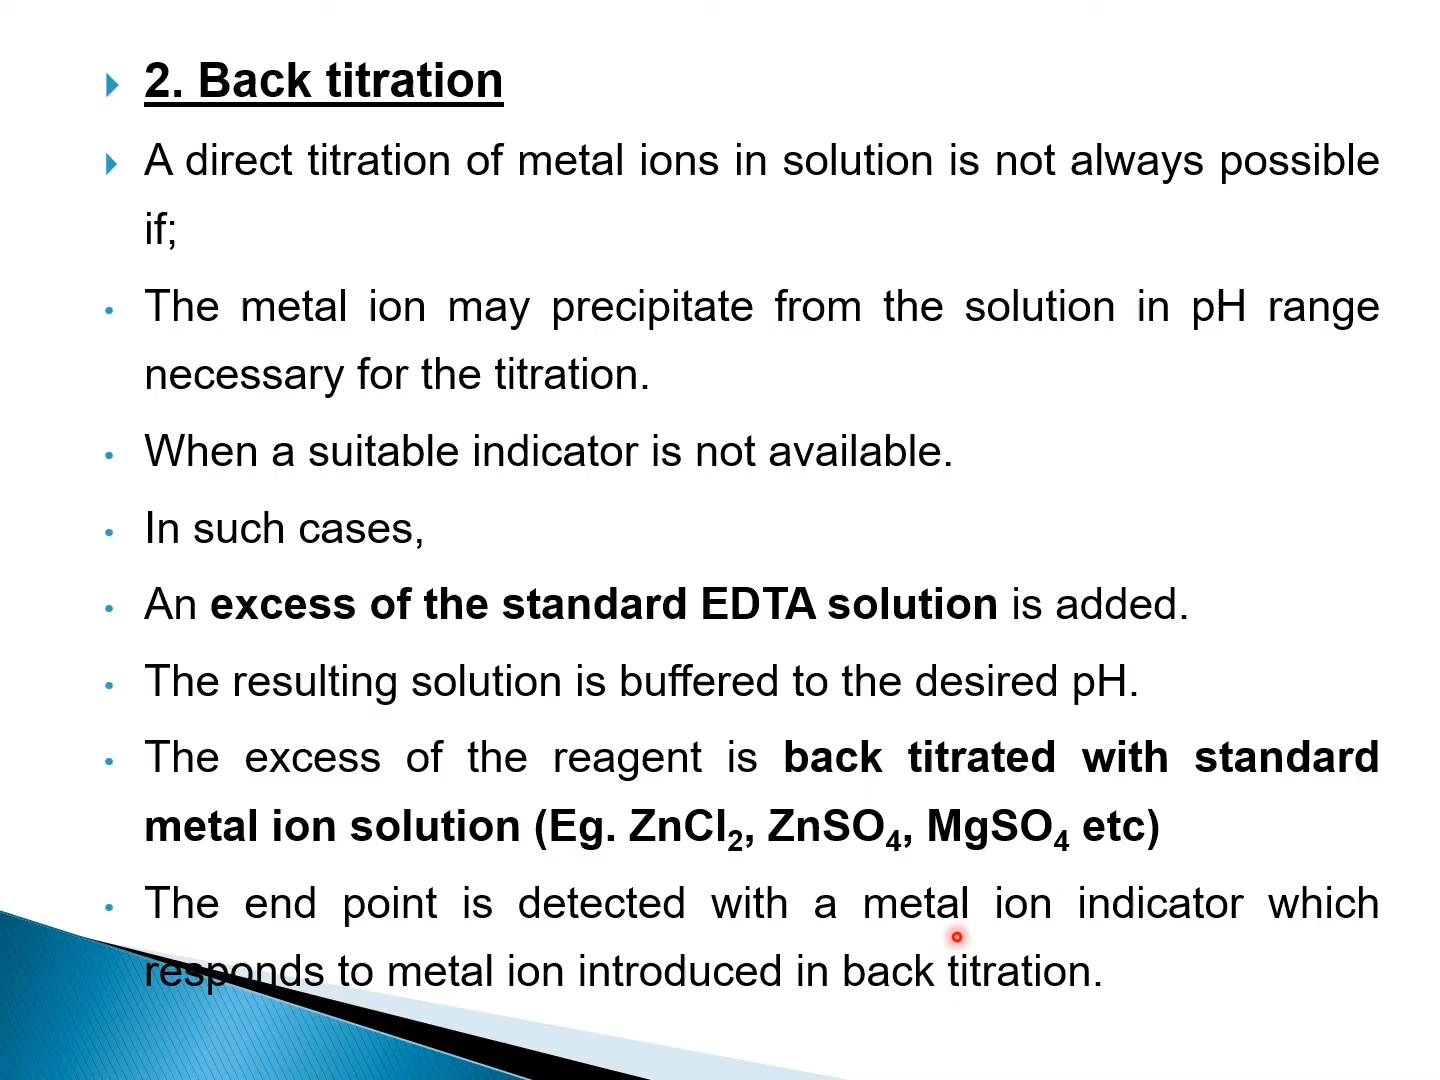 2. Back titration
A direct titration of metal ions in solution is not always possible
if;
The metal ion may precipitate from the solution in pH range
necessary for the titration.
When a suitable indicator is not available.
In such cases,
An excess of the standard EDTA solution is added.
The resulting solution is buffered to the desired pH.
The excess of the reagent is back titrated with standard
metal ion solution (Eg. ZnCl₂, ZnSO₄, MgSO₄ etc)
The end point is detected with a metal ion indicator which
responds to metal ion introduced in back titration.